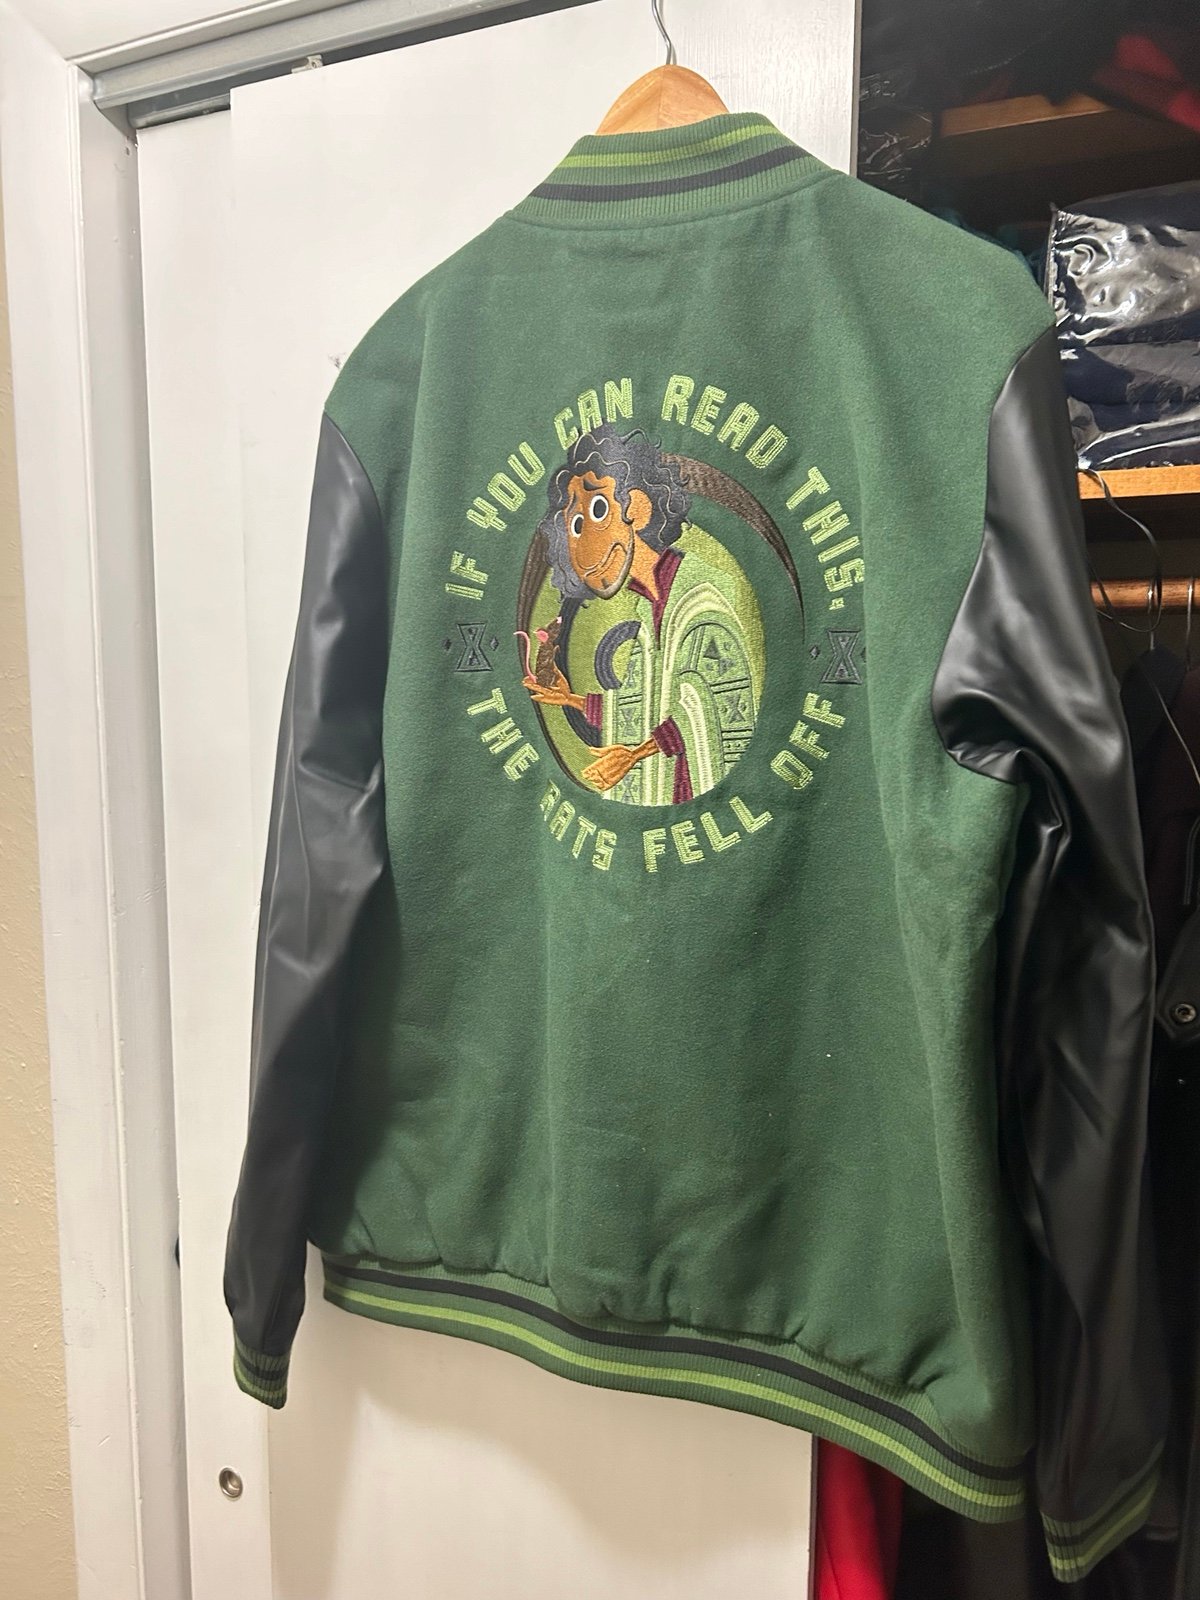 IF YOU CAN READ THIS,
THE RATS FELL OFF